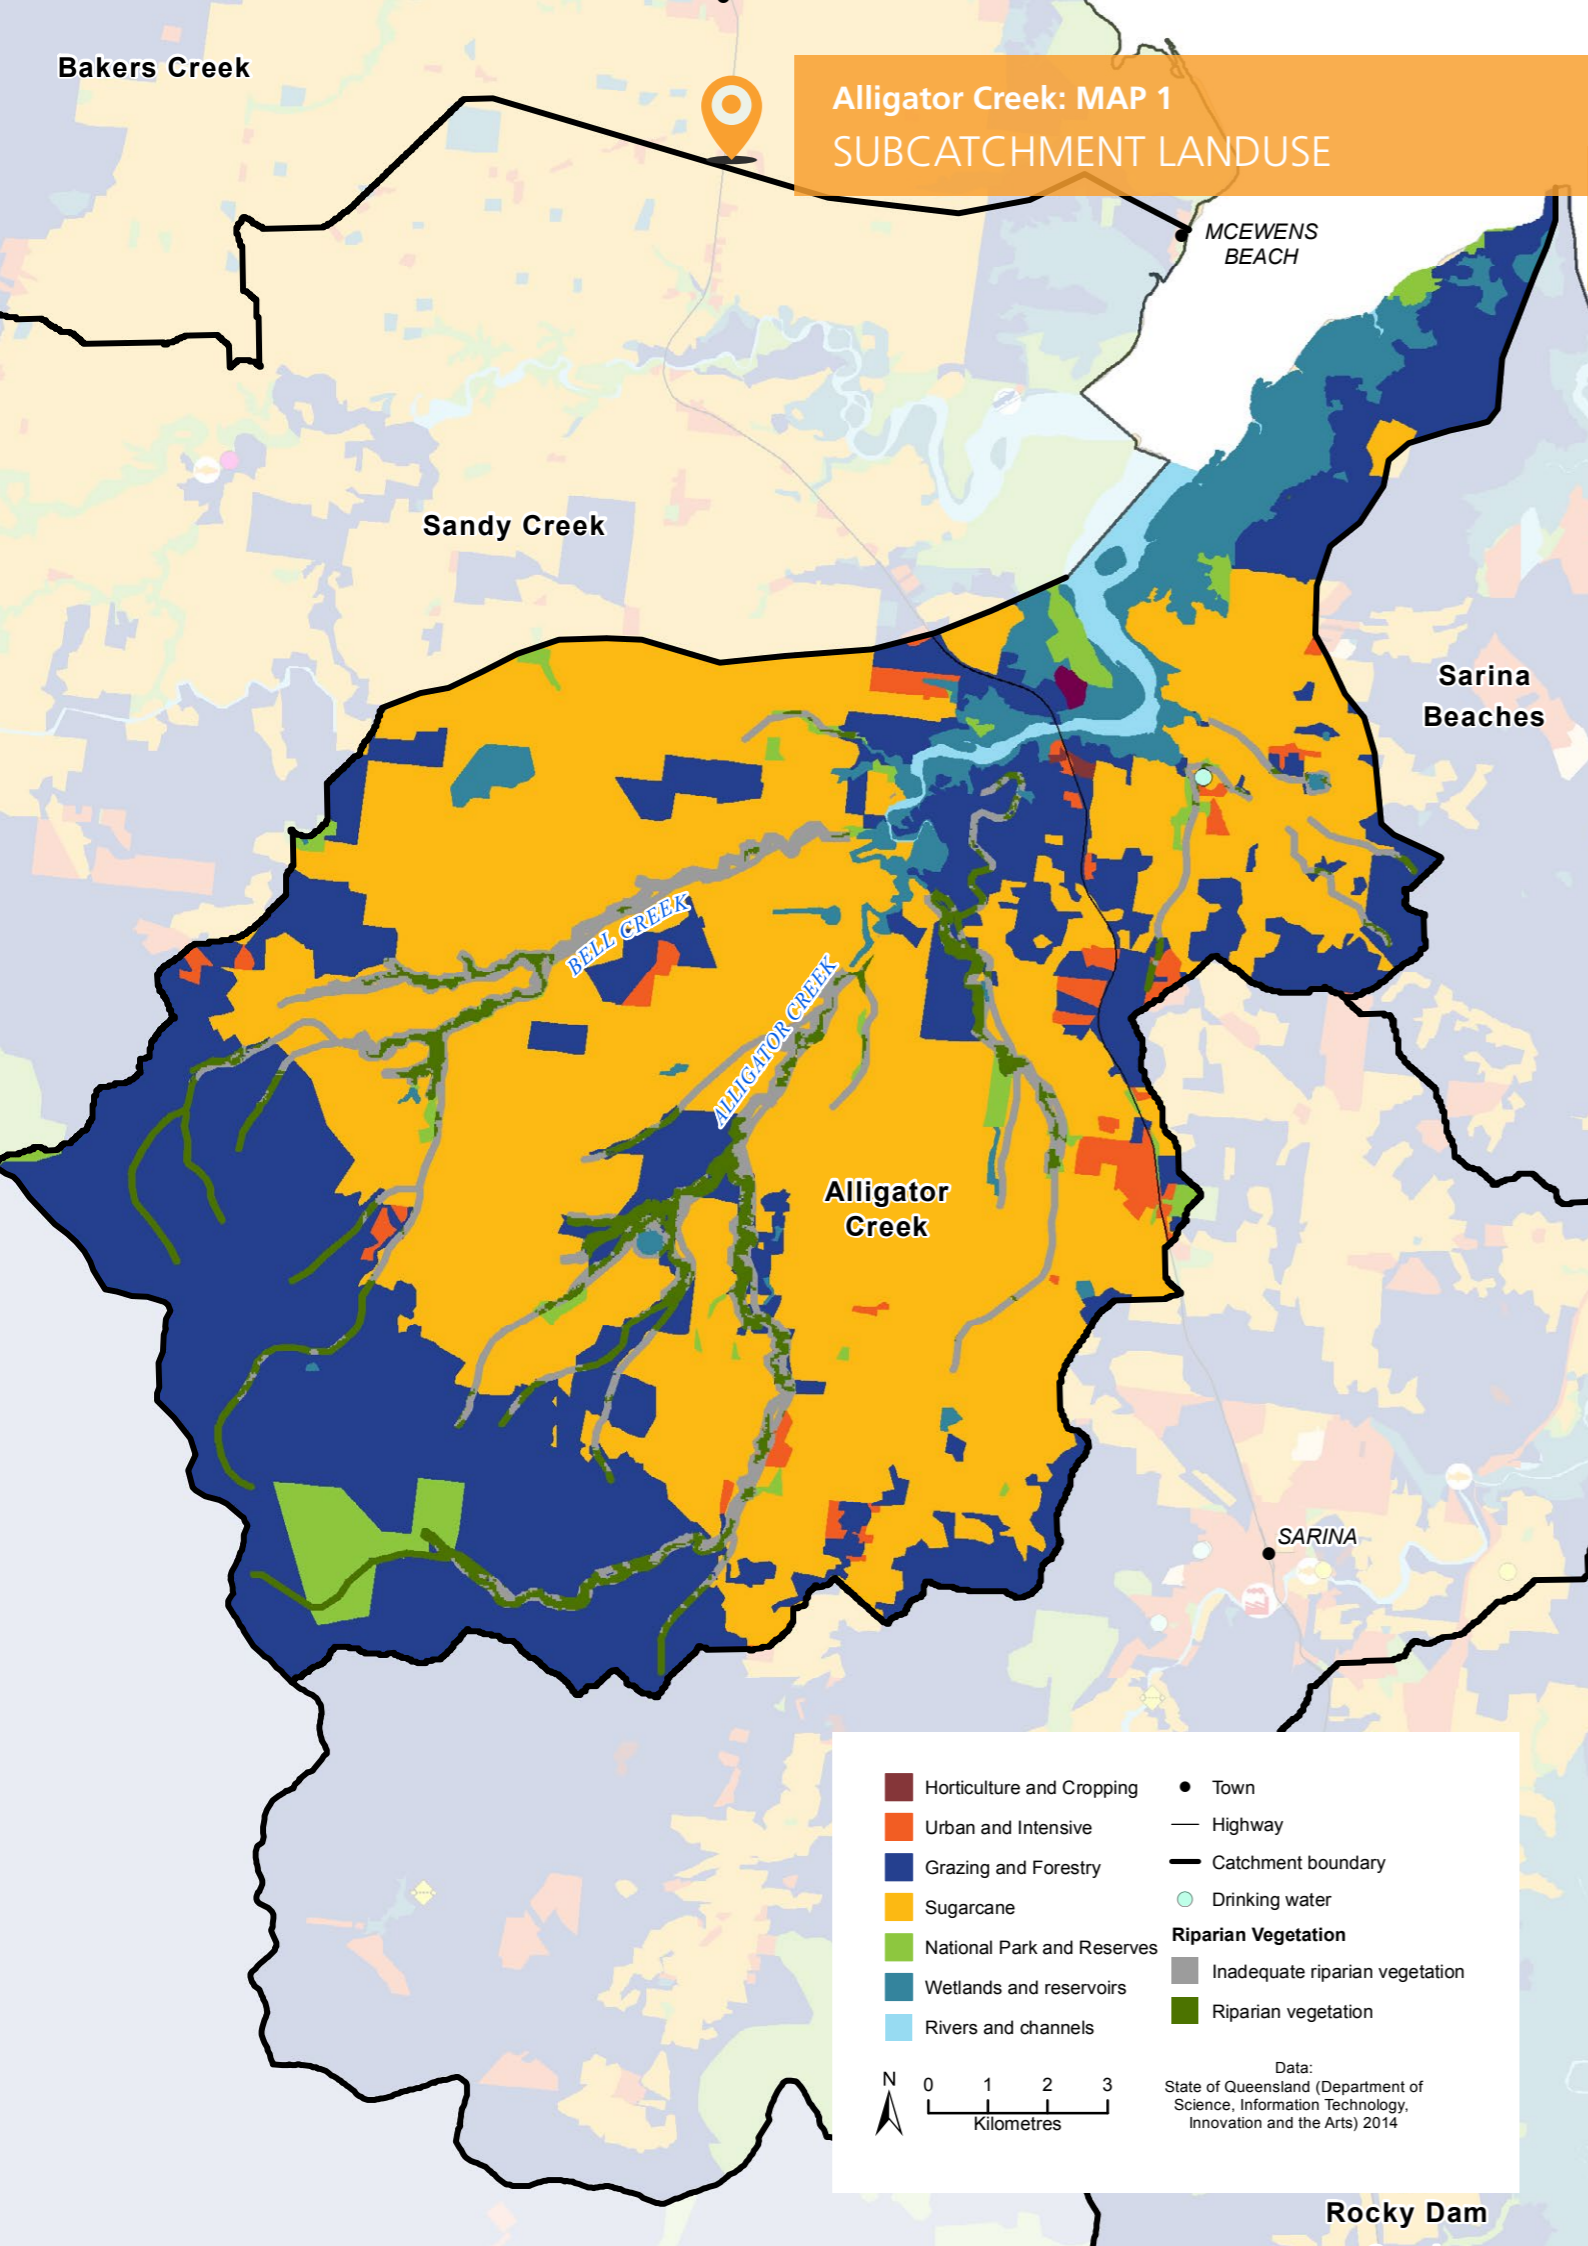 Bakers Creek
Alligator Creek: MAP 1
SUBCATCHMENT LANDUSE
MCEWENS
BEACH
Sandy Creek
Sarina
Beaches
BELL CREEK
ALLIGATOR CREEK
Alligator
Creek
SARINA
Horticulture and Cropping
Urban and Intensive
Grazing and Forestry
Sugarcane
National Park and Reserves
Wetlands and reservoirs
Rivers and channels
Town
Highway
Catchment boundary
Drinking water
Riparian Vegetation
Inadequate riparian vegetation
Riparian vegetation
N
0 1 2 3
Kilometres
Data:
State of Queensland (Department of
Science, Information Technology,
Innovation and the Arts) 2014
Rocky Dam